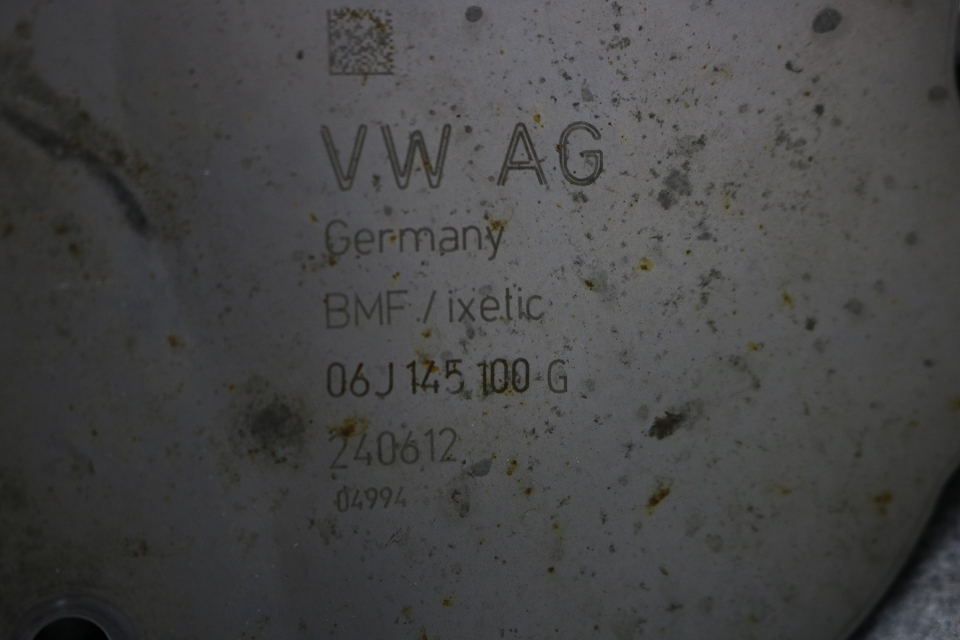 VW AG
Germany
BMF / ixetic
06J 145 100 G
240612
04994